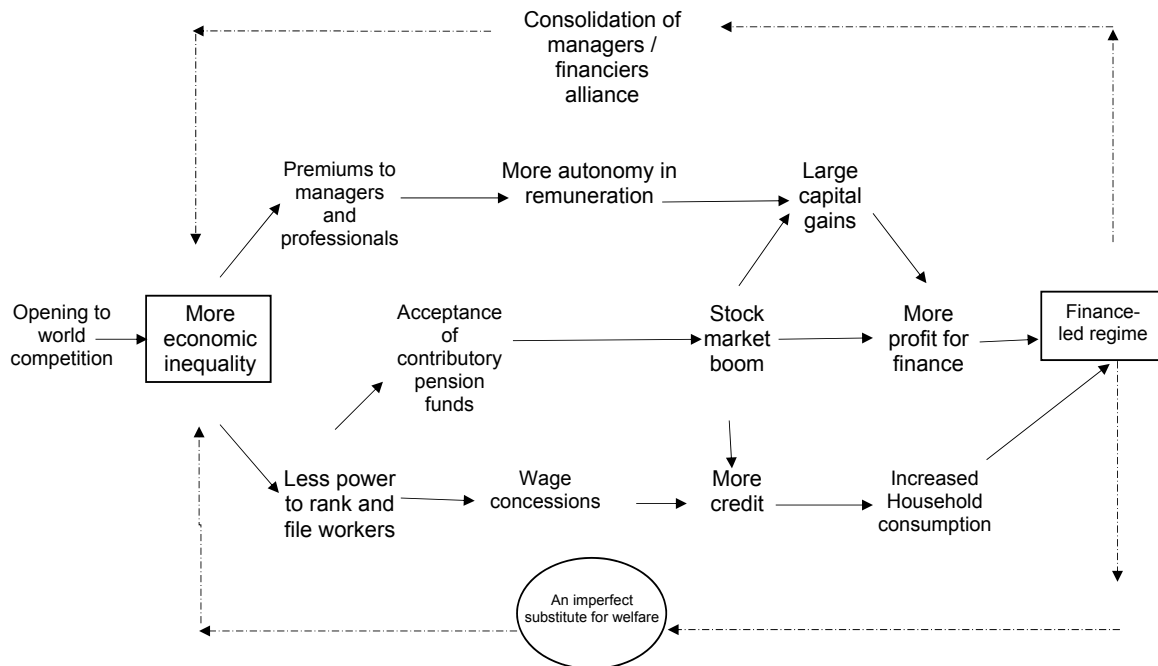 Consolidation of
managers /
financiers
alliance
Premiums to
managers
and
professionals
More autonomy in
remuneration
Large
capital
gains
Opening to
world
competition
More
economic
inequality
Acceptance
of
contributory
pension
funds
Stock
market
boom
More
profit for
finance
Finance-
led regime
Less power
to rank and
file workers
Wage
concessions
More
credit
Increased
Household
consumption
An imperfect
substitute for welfare